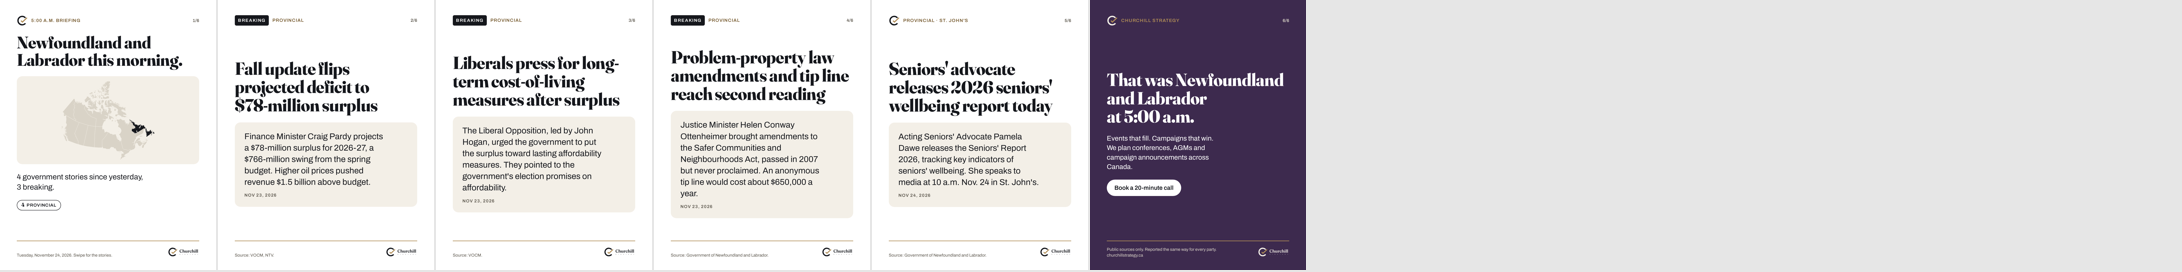 5:00 A.M. BRIEFING
1/6
Newfoundland and
Labrador this morning.
4 government stories since yesterday,
3 breaking.
4 PROVINCIAL
Tuesday, November 24, 2026. Swipe for the stories.
Churchill
BREAKING PROVINCIAL
2/6
Fall update flips
projected deficit to
$78-million surplus
Finance Minister Craig Pardy projects
a $78-million surplus for 2026-27, a
$766-million swing from the spring
budget. Higher oil prices pushed
revenue $1.5 billion above budget.
NOV 23, 2026
Source: VOCM, NTV.
Churchill
BREAKING PROVINCIAL
3/6
Liberals press for long-
term cost-of-living
measures after surplus
The Liberal Opposition, led by John
Hogan, urged the government to put
the surplus toward lasting affordability
measures. They pointed to the
government's election promises on
affordability.
NOV 23, 2026
Source: VOCM.
Churchill
BREAKING PROVINCIAL
4/6
Problem-property law
amendments and tip line
reach second reading
Justice Minister Helen Conway
Ottenheimer brought amendments to
the Safer Communities and
Neighbourhoods Act, passed in 2007
but never proclaimed. An anonymous
tip line would cost about $650,000 a
year.
NOV 23, 2026
Source: Government of Newfoundland and Labrador.
Churchill
PROVINCIAL · ST. JOHN'S
5/6
Seniors' advocate
releases 2026 seniors'
wellbeing report today
Acting Seniors' Advocate Pamela
Dawe releases the Seniors' Report
2026, tracking key indicators of
seniors' wellbeing. She speaks to
media at 10 a.m. Nov. 24 in St. John's.
NOV 24, 2026
Source: Government of Newfoundland and Labrador.
Churchill
CHURCHILL STRATEGY
6/6
That was Newfoundland
and Labrador
at 5:00 a.m.
Events that fill. Campaigns that win.
We plan conferences, AGMs and
campaign announcements across
Canada.
Book a 20-minute call
Public sources only. Reported the same way for every party.
churchillstrategy.ca
Churchill